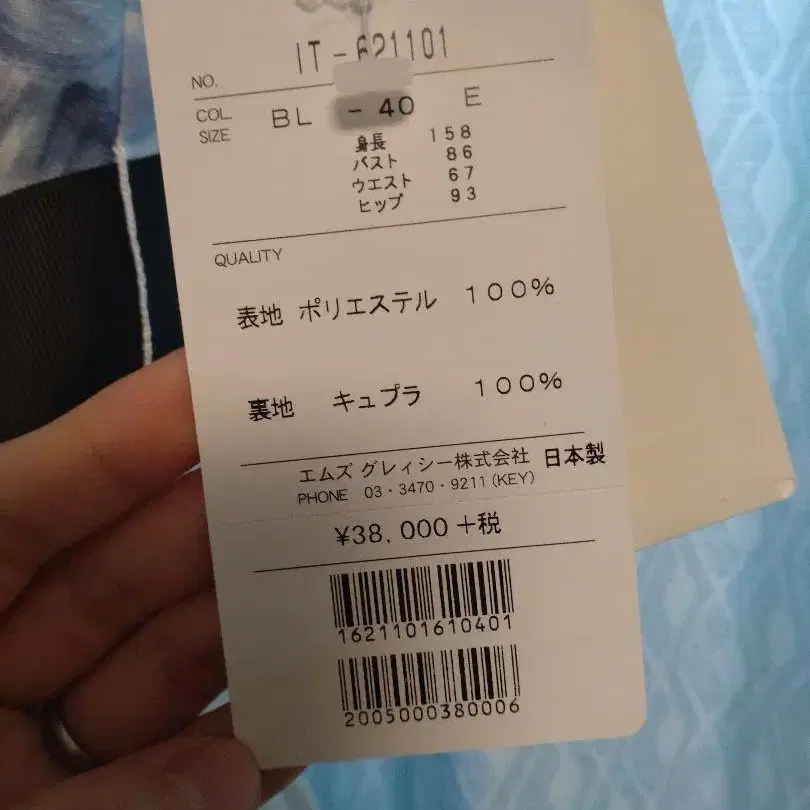 NO. IT-621101
COL. BL - 40 E
SIZE
身長 158
バスト 86
ウエスト 67
ヒップ 93
QUALITY
表地 ポリエステル 100%
裏地 キュプラ 100%
エムズ グレィシー株式会社 日本製
PHONE 03・3470・9211(KEY)
¥38,000+税
1621101610401
2005000380006